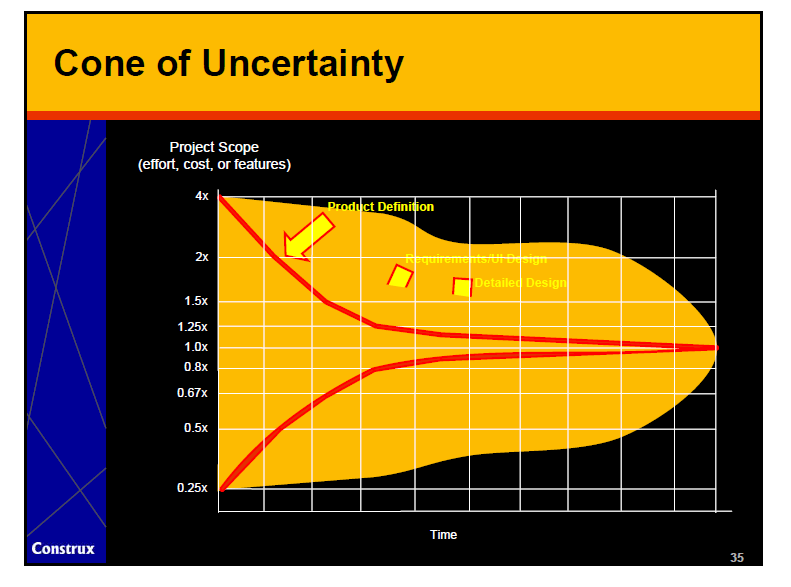 Cone of Uncertainty
Project Scope
(effort, cost, or features)
4x
Product Definition
2x
Requirements/UI Design
Detailed Design
1.5x
1.25x
1.0x
0.8x
0.67x
0.5x
0.25x
Time
Construx
35